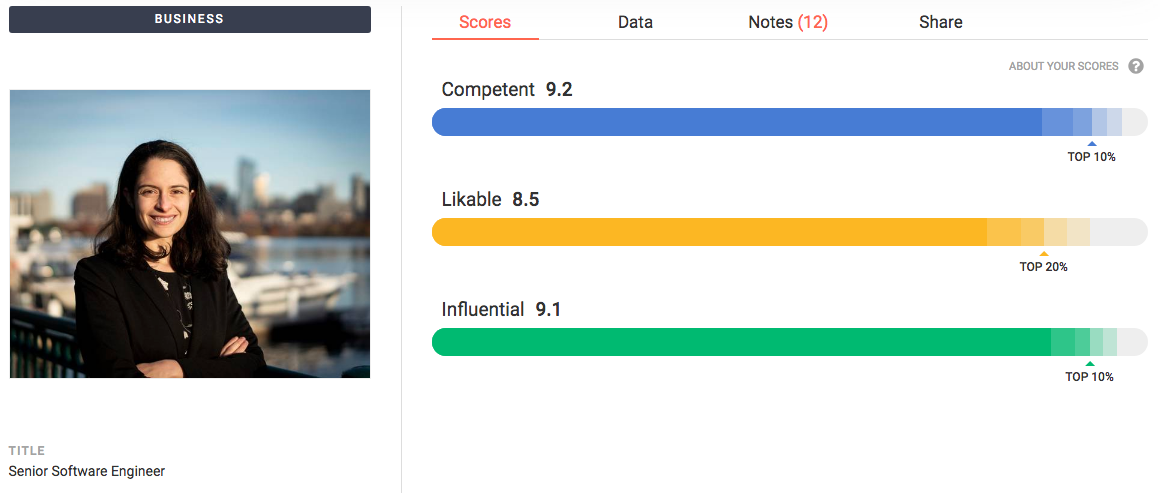 BUSINESS
Scores Data Notes (12) Share
ABOUT YOUR SCORES ?
Competent 9.2
TOP 10%
Likable 8.5
TOP 20%
Influential 9.1
TOP 10%
TITLE
Senior Software Engineer